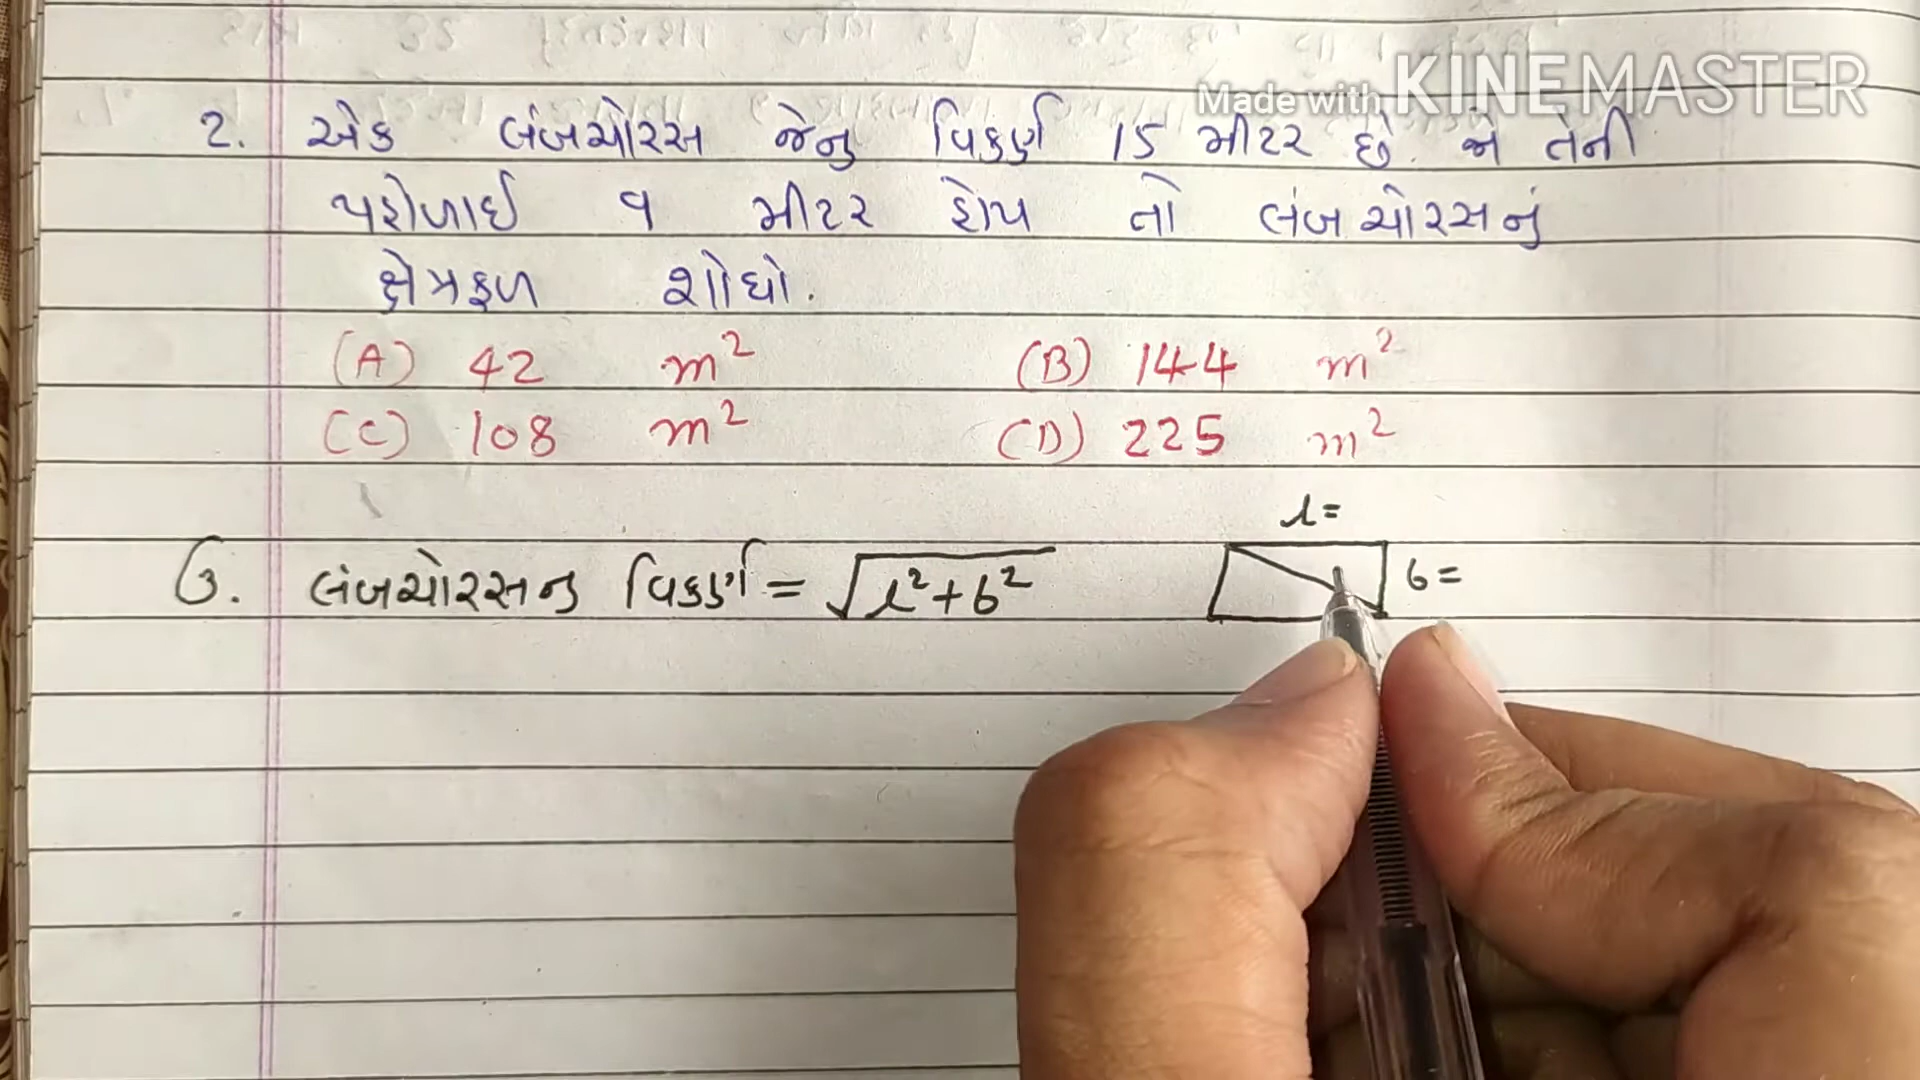 Made with KINEMASTER
2. એક લંબચોરસ જેનુ વિકર્ણ 15 મીટર છે. જો તેની
પહોળાઈ ૧ મીટર હોય તો લંબચોરસનું
ક્ષેત્રફળ શોધો.
(A) 42 m² (B) 144 m²
(C) 108 m² (D) 225 m²
l=
ઉ. લંબચોરસનુ વિકર્ણ = √l²+b² b=